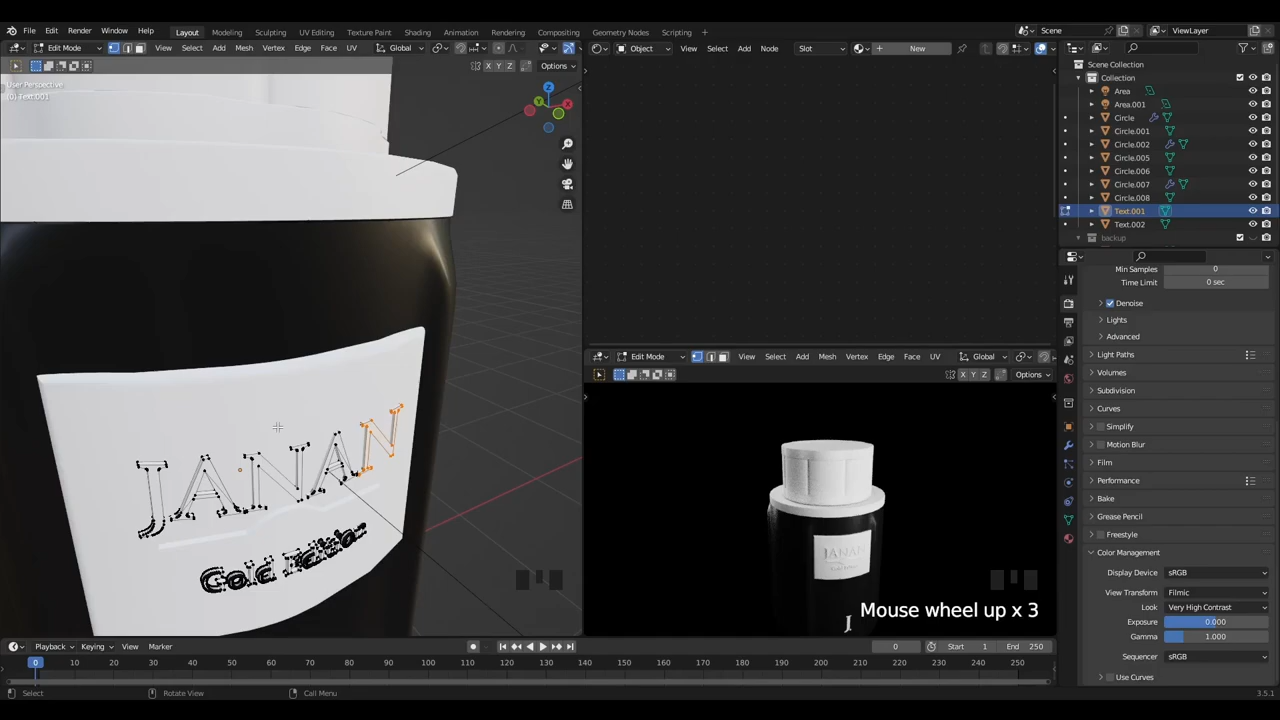 File Edit Render Window Help Layout Modeling Sculpting UV Editing Texture Paint Shading Animation Rendering Compositing Geometry Nodes Scripting + Scene ViewLayer
Edit Mode View Select Add Mesh Vertex Edge Face UV Global
Object View Select Add Node Slot New
X Y Z Options
User Perspective
(0) Text.001
Z
Y
X
JANAN
Cold Edition
Edit Mode View Select Add Mesh Vertex Edge Face UV Global
X Y Z Options
JANAN
Mouse wheel up x 3
Scene Collection
Collection
Area
Area.001
Circle
Circle.001
Circle.002
Circle.005
Circle.006
Circle.007
Circle.008
Text.001
Text.002
backup
Min Samples 0
Time Limit 0 sec
Denoise
Lights
Advanced
Light Paths
Volumes
Subdivision
Curves
Simplify
Motion Blur
Film
Performance
Bake
Grease Pencil
Freestyle
Color Management
Display Device sRGB
View Transform Filmic
Look Very High Contrast
Exposure 0.000
Gamma 1.000
Sequencer sRGB
Use Curves
Playback Keying View Marker 0 Start 1 End 250
0 10 20 30 40 50 60 70 80 90 100 110 120 130 140 150 160 170 180 190 200 210 220 230 240 250
Select Rotate View Call Menu 3.5.1